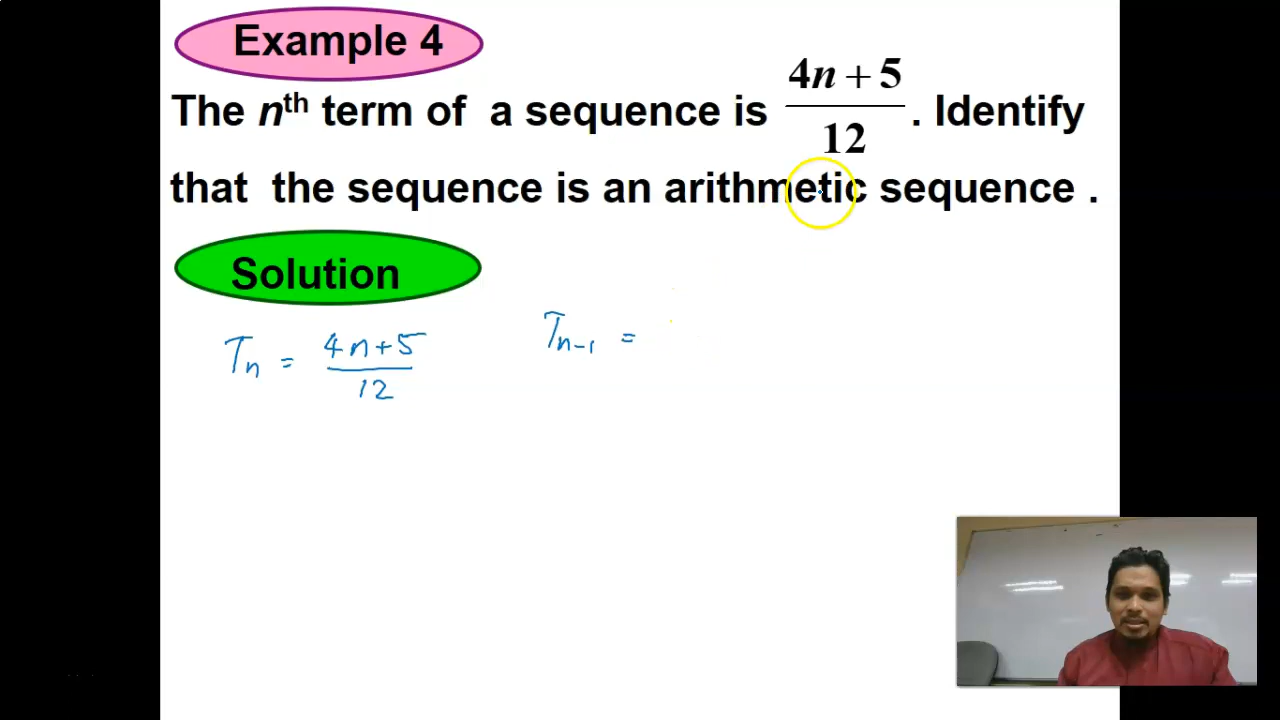 Example 4
The nth term of a sequence is (4n + 5)/12 . Identify
that the sequence is an arithmetic sequence .
Solution
Tn = (4n+5)/12 Tn-1 =